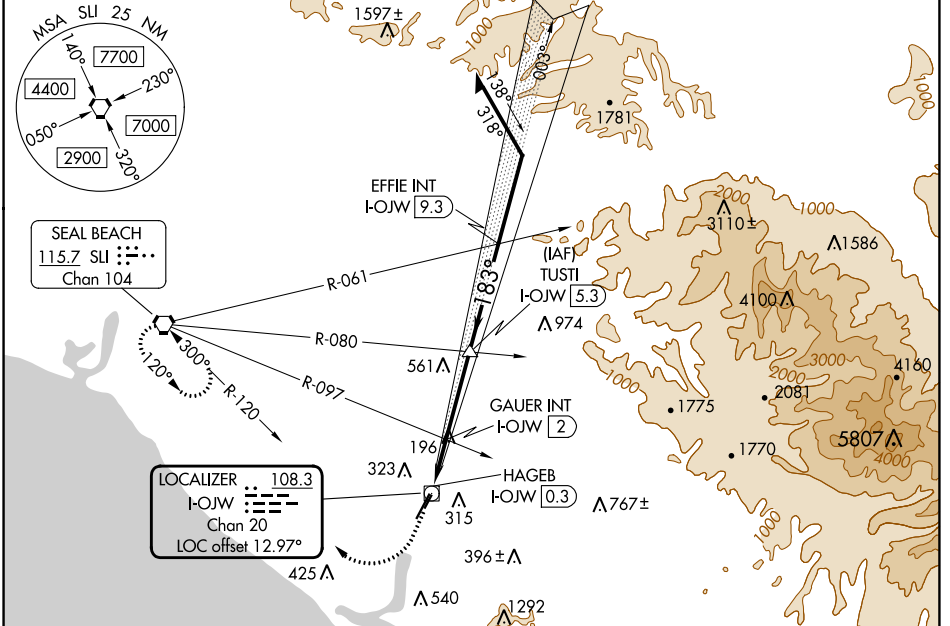 MSA SLI 25 NM
140°
7700
230°
4400
7000
050°
2900
320°
1597±
1000
003°
138°
318°
1781
EFFIE INT
I-OJW 9.3
SEAL BEACH
115.7 SLI
Chan 104
R-061
183°
(IAF)
TUSTI
I-OJW 5.3
974
2000
3110±
1000
1586
4100
3000
4160
R-080
561
300°
120°
R-120
R-097
1000
2000
2081
1775
GAUER INT
I-OJW 2
196
1770
5807
4000
323
HAGEB
I-OJW 0.3
LOCALIZER 108.3
I-OJW
Chan 20
LOC offset 12.97°
315
767±
1000
425
396±
540
1292